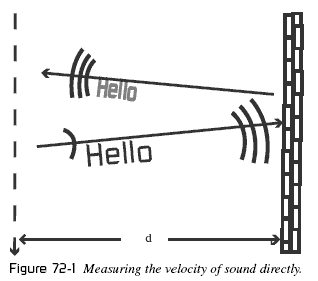 Hello
Hello
d
Figure 72-1 Measuring the velocity of sound directly.